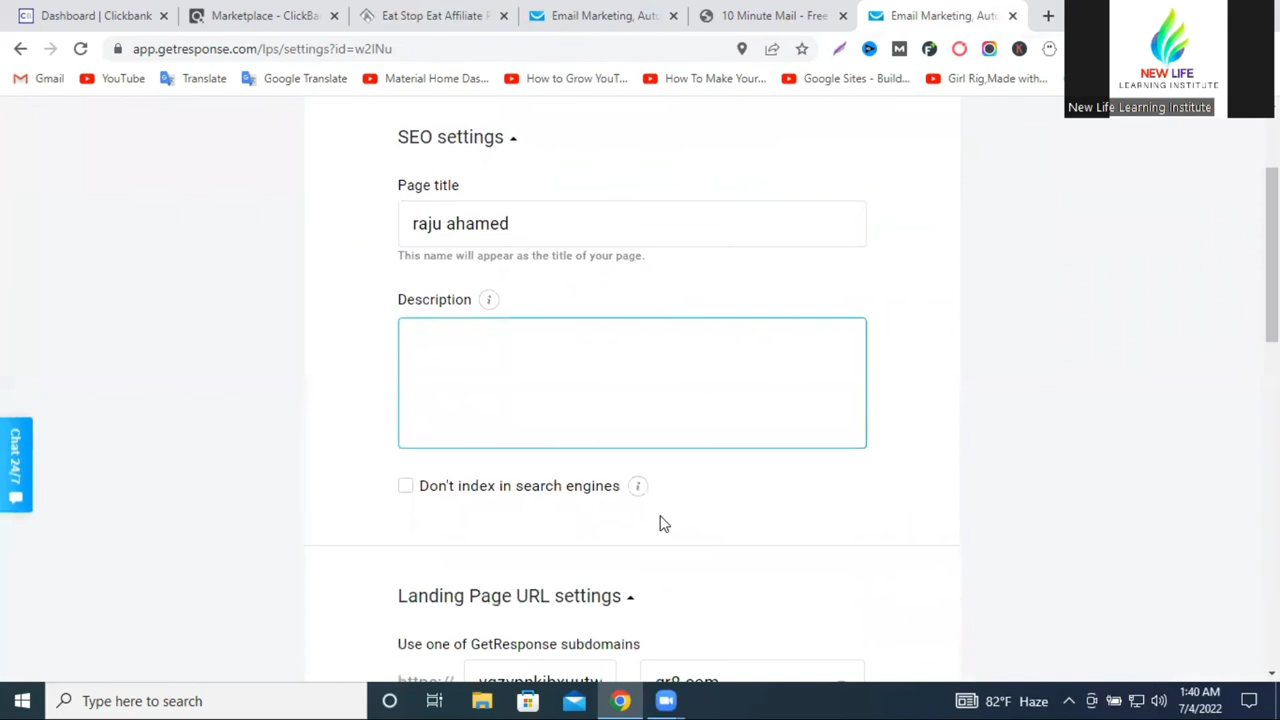 Dashboard | Clickbank
Marketplace - ClickBa
Eat Stop Eat Affiliate
Email Marketing, Auto
10 Minute Mail - Free
Email Marketing, Auto
app.getresponse.com/lps/settings?id=w2INu
Gmail
YouTube
Translate
Google Translate
Material Home Das...
How to Grow YouT...
How To Make Your...
Google Sites - Build...
Girl Rig,Made with...
NEW LIFE
LEARNING INSTITUTE
New Life Learning Institute
SEO settings
Page title
raju ahamed
This name will appear as the title of your page.
Description
Don't index in search engines
Chat 24/7
Landing Page URL settings
Use one of GetResponse subdomains
https://
gr8.com
Type here to search
82°F Haze
1:40 AM
7/4/2022